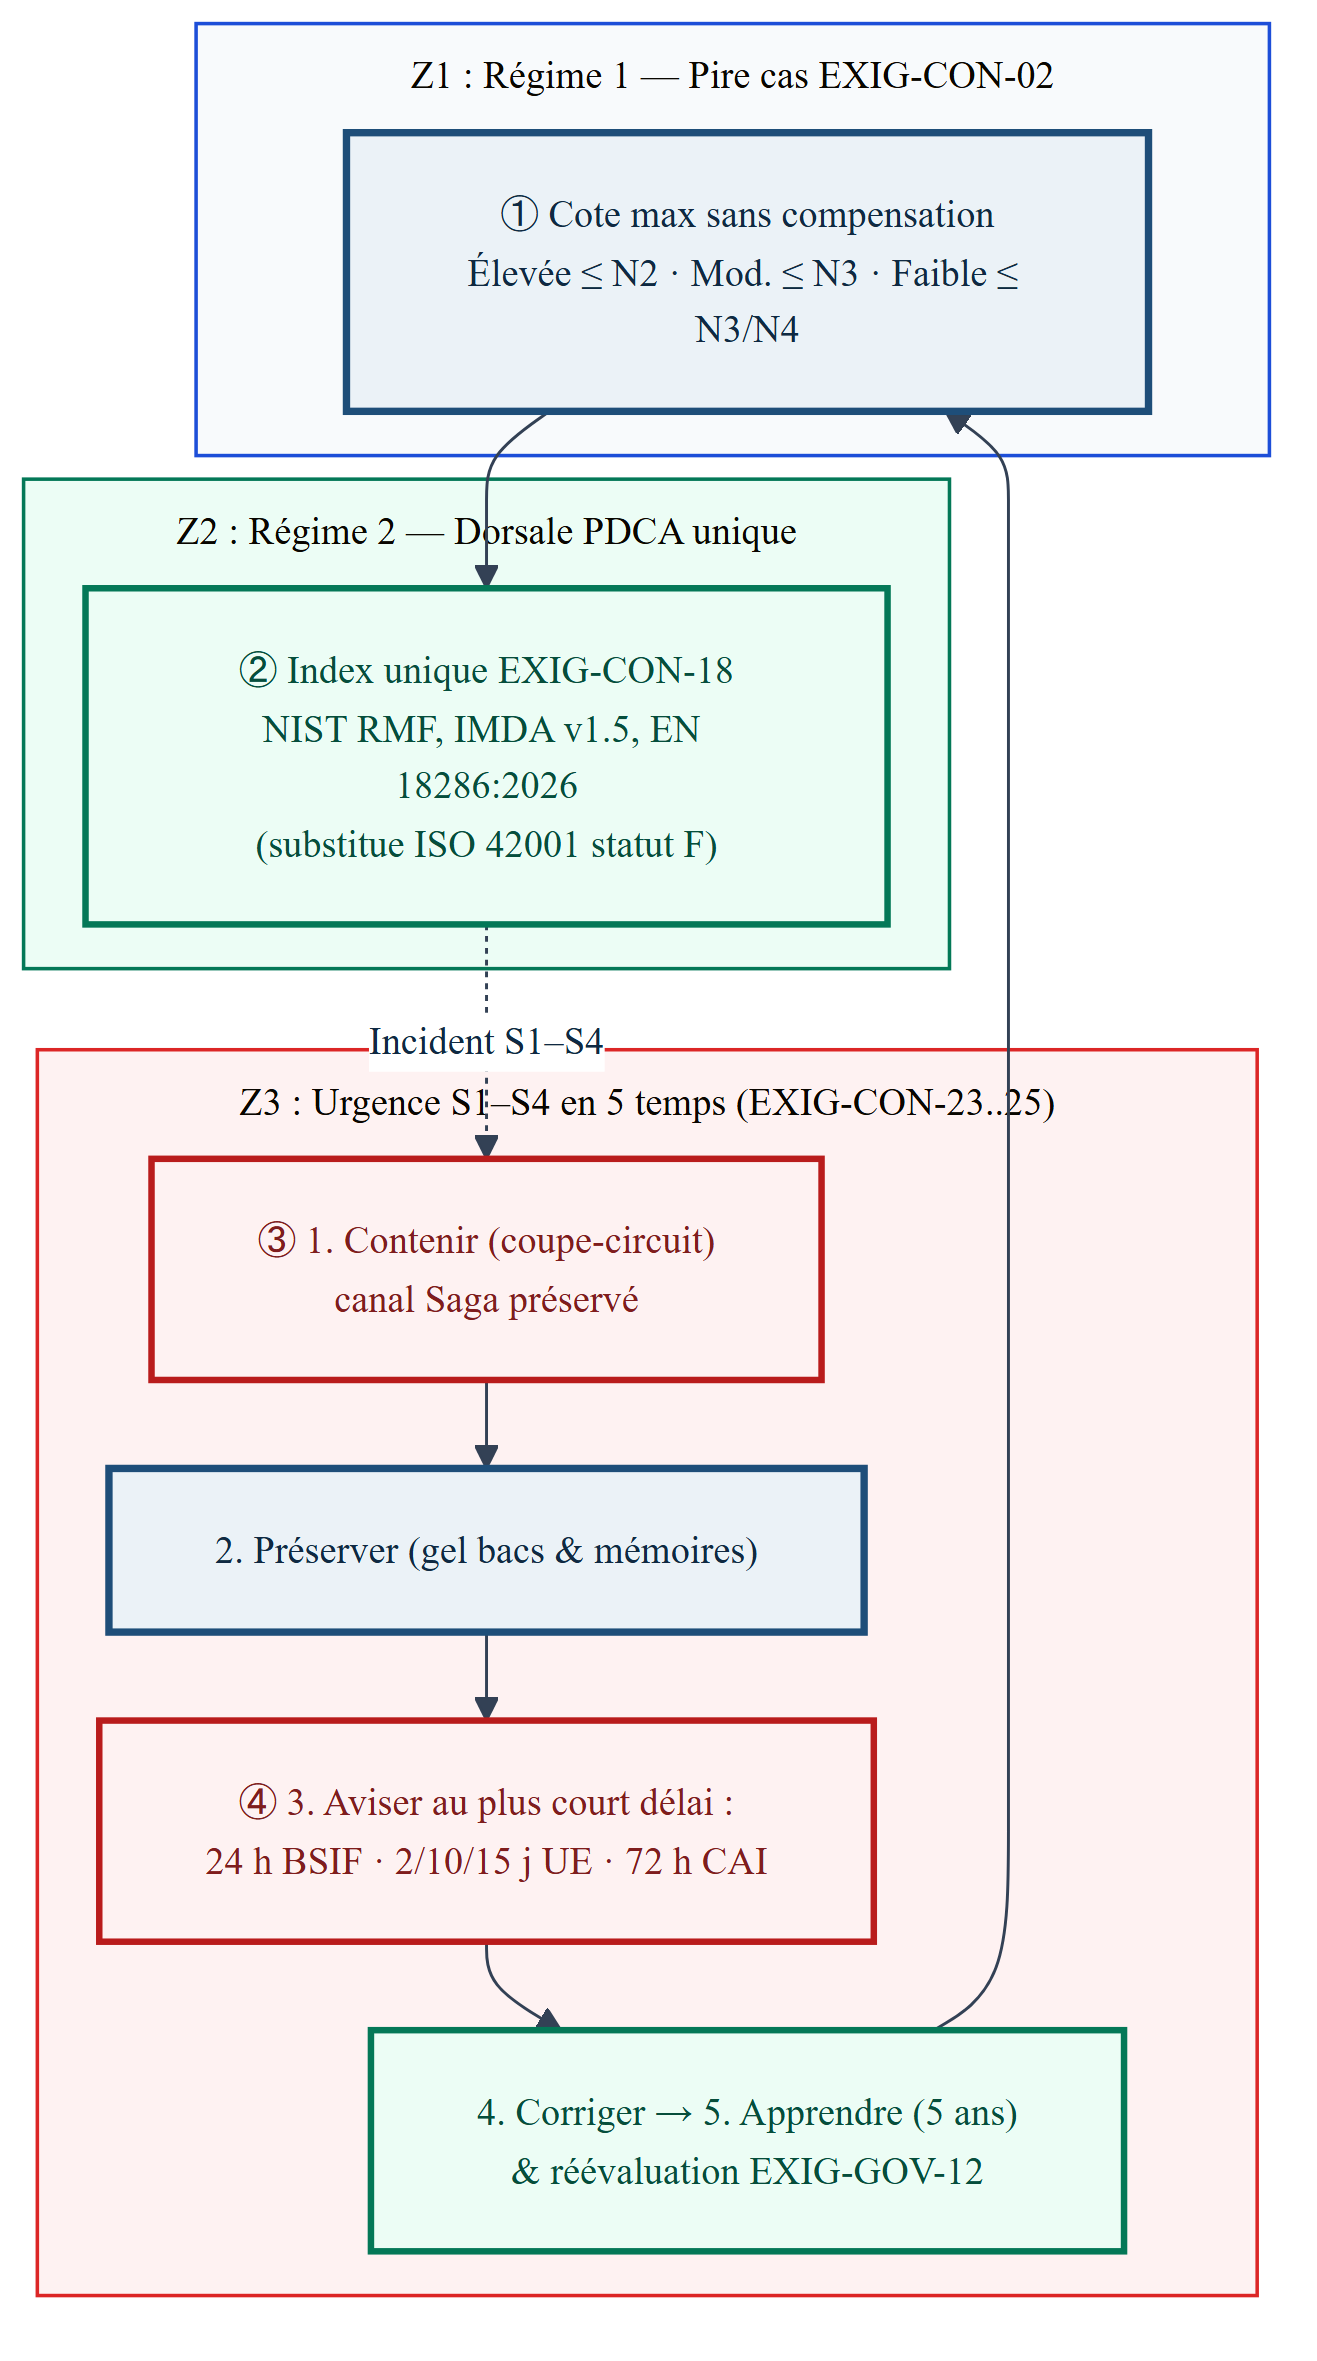 Z1 : Régime 1 — Pire cas EXIG-CON-02
① Cote max sans compensation
Élevée ≤ N2 · Mod. ≤ N3 · Faible ≤
N3/N4
Z2 : Régime 2 — Dorsale PDCA unique
② Index unique EXIG-CON-18
NIST RMF, IMDA v1.5, EN
18286:2026
(substitue ISO 42001 statut F)
Incident S1–S4
Z3 : Urgence S1–S4 en 5 temps (EXIG-CON-23..25)
③ 1. Contenir (coupe-circuit)
canal Saga préservé
2. Préserver (gel bacs & mémoires)
④ 3. Aviser au plus court délai :
24 h BSIF · 2/10/15 j UE · 72 h CAI
4. Corriger → 5. Apprendre (5 ans)
& réévaluation EXIG-GOV-12